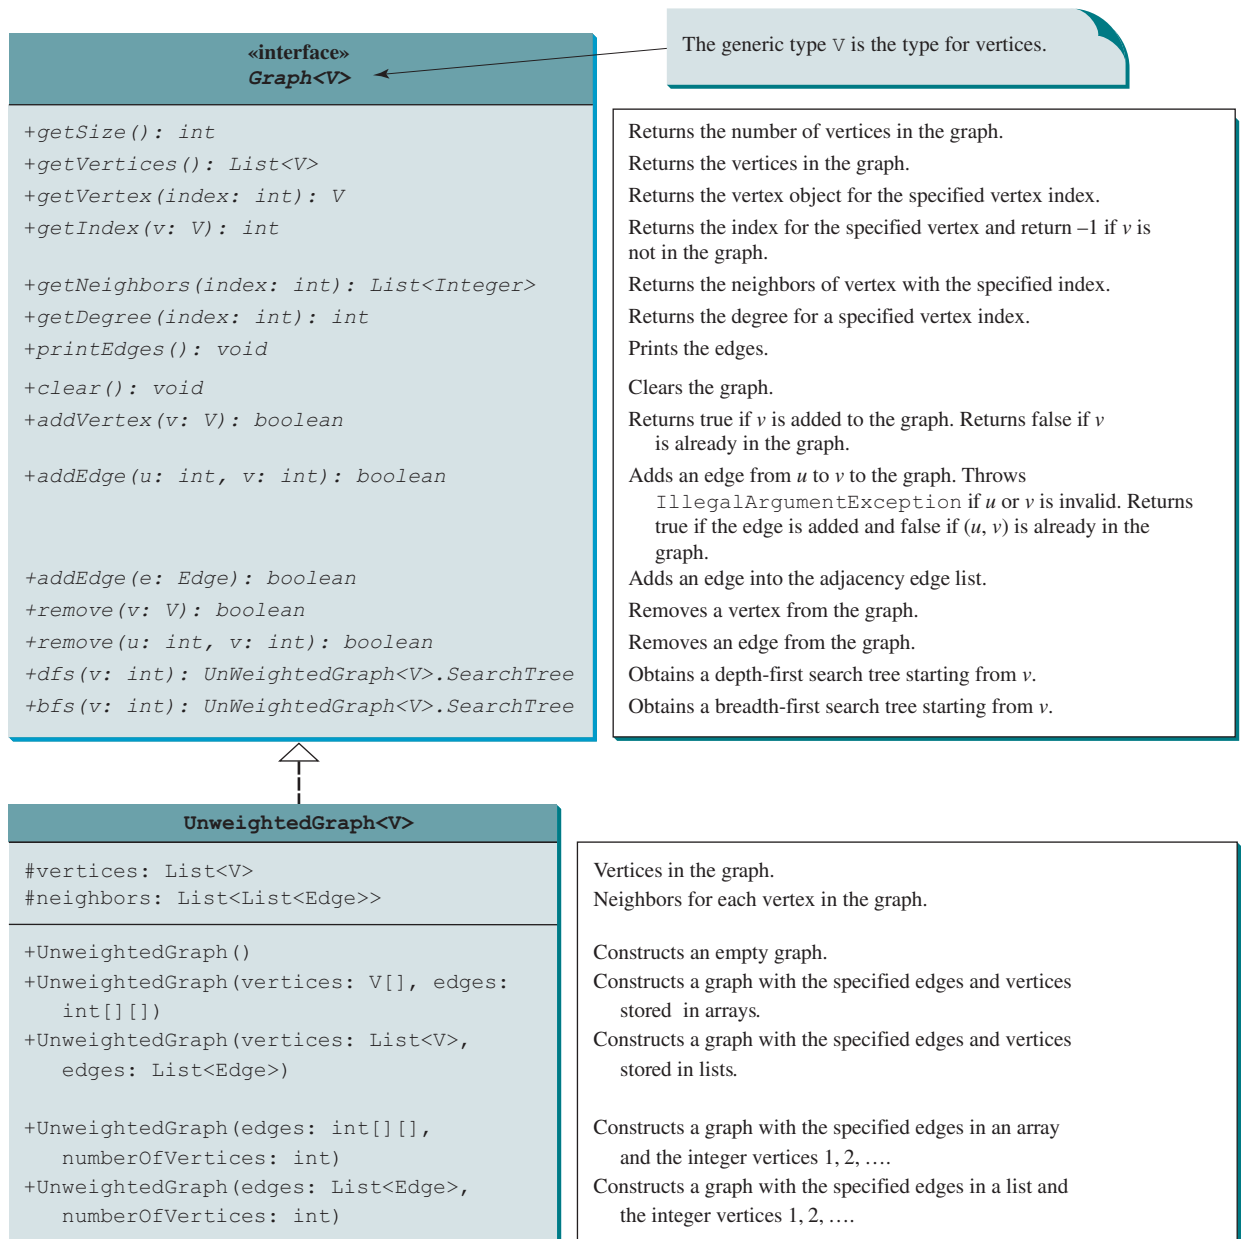 «interface»
Graph<V>
The generic type V is the type for vertices.
+getSize(): int
Returns the number of vertices in the graph.
+getVertices(): List<V>
Returns the vertices in the graph.
+getVertex(index: int): V
Returns the vertex object for the specified vertex index.
+getIndex(v: V): int
Returns the index for the specified vertex and return –1 if v is
not in the graph.
+getNeighbors(index: int): List<Integer>
Returns the neighbors of vertex with the specified index.
+getDegree(index: int): int
Returns the degree for a specified vertex index.
+printEdges(): void
Prints the edges.
+clear(): void
Clears the graph.
+addVertex(v: V): boolean
Returns true if v is added to the graph. Returns false if v
is already in the graph.
+addEdge(u: int, v: int): boolean
Adds an edge from u to v to the graph. Throws
IllegalArgumentException if u or v is invalid. Returns
true if the edge is added and false if (u, v) is already in the
graph.
+addEdge(e: Edge): boolean
Adds an edge into the adjacency edge list.
+remove(v: V): boolean
Removes a vertex from the graph.
+remove(u: int, v: int): boolean
Removes an edge from the graph.
+dfs(v: int): UnWeightedGraph<V>.SearchTree
Obtains a depth-first search tree starting from v.
+bfs(v: int): UnWeightedGraph<V>.SearchTree
Obtains a breadth-first search tree starting from v.
UnweightedGraph<V>
#vertices: List<V>
Vertices in the graph.
#neighbors: List<List<Edge>>
Neighbors for each vertex in the graph.
+UnweightedGraph()
Constructs an empty graph.
+UnweightedGraph(vertices: V[], edges:
int[][])
Constructs a graph with the specified edges and vertices
stored in arrays.
+UnweightedGraph(vertices: List<V>,
edges: List<Edge>)
Constructs a graph with the specified edges and vertices
stored in lists.
+UnweightedGraph(edges: int[][],
numberOfVertices: int)
Constructs a graph with the specified edges in an array
and the integer vertices 1, 2, ….
+UnweightedGraph(edges: List<Edge>,
numberOfVertices: int)
Constructs a graph with the specified edges in a list and
the integer vertices 1, 2, ….